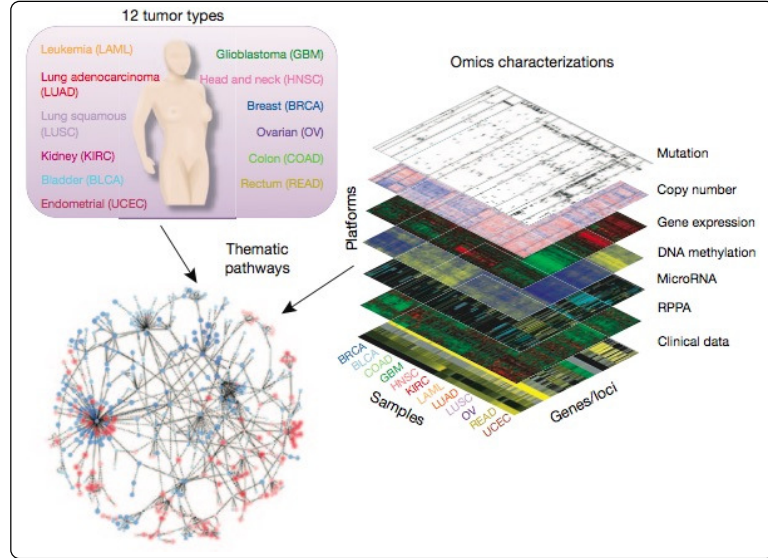 12 tumor types
Leukemia (LAML)
Lung adenocarcinoma
(LUAD)
Lung squamous
(LUSC)
Kidney (KIRC)
Bladder (BLCA)
Endometrial (UCEC)
Glioblastoma (GBM)
Head and neck (HNSC)
Breast (BRCA)
Ovarian (OV)
Colon (COAD)
Rectum (READ)
Thematic
pathways
Omics characterizations
Platforms
Mutation
Copy number
Gene expression
DNA methylation
MicroRNA
RPPA
Clinical data
BRCA
BLCA
COAD
GBM
HNSC
KIRC
LAML
LUAD
LUSC
OV
READ
UCEC
Samples
Genes/loci